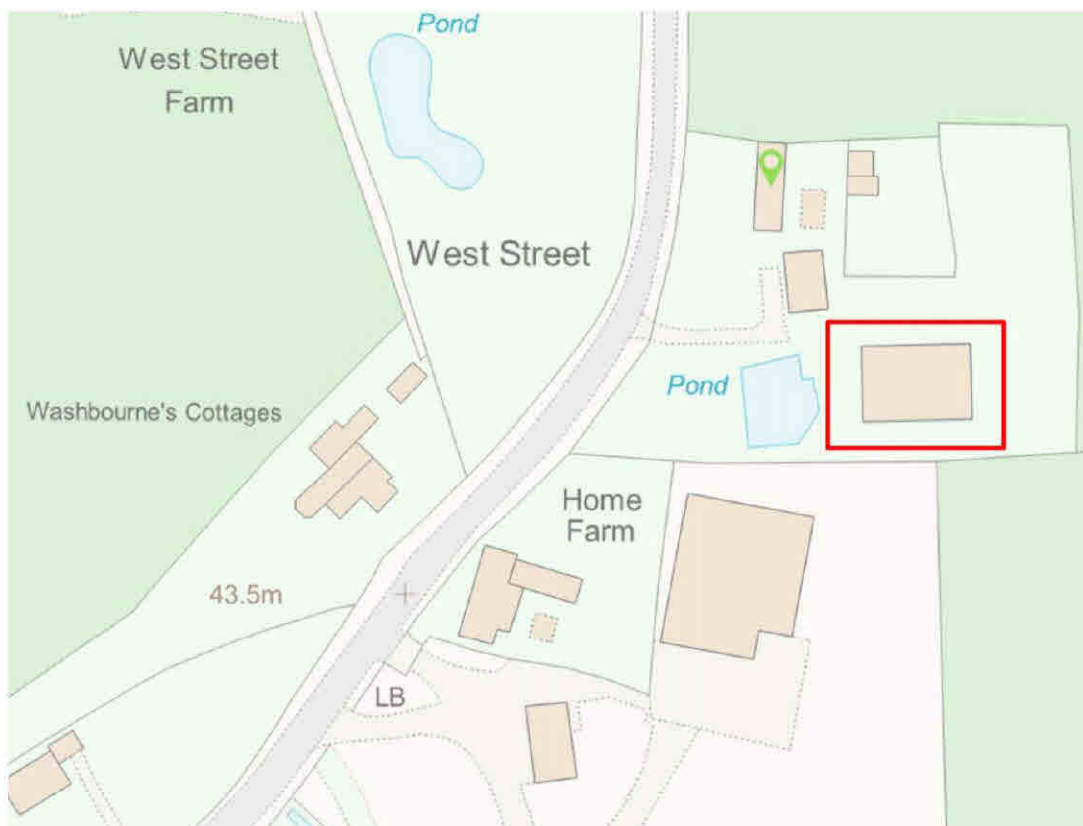 Pond
West Street
Farm
West Street
Pond
Washbourne's Cottages
Home
Farm
43.5m
LB